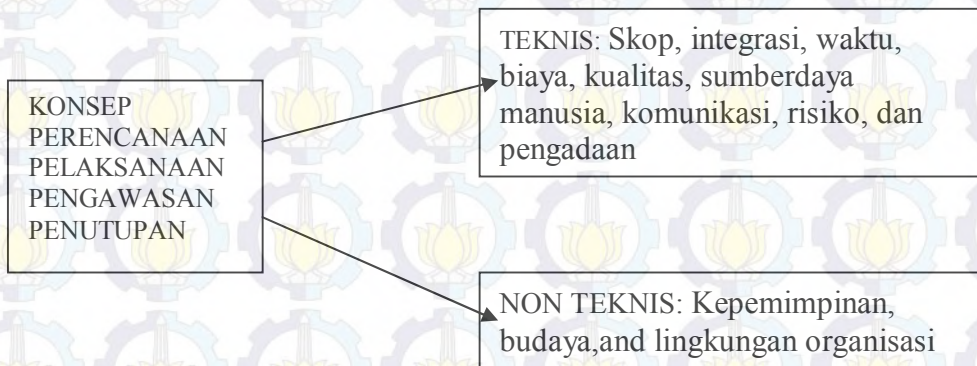 KONSEP
PERENCANAAN
PELAKSANAAN
PENGAWASAN
PENUTUPAN
TEKNIS: Skop, integrasi, waktu,
biaya, kualitas, sumberdaya
manusia, komunikasi, risiko, dan
pengadaan
NON TEKNIS: Kepemimpinan,
budaya,and lingkungan organisasi